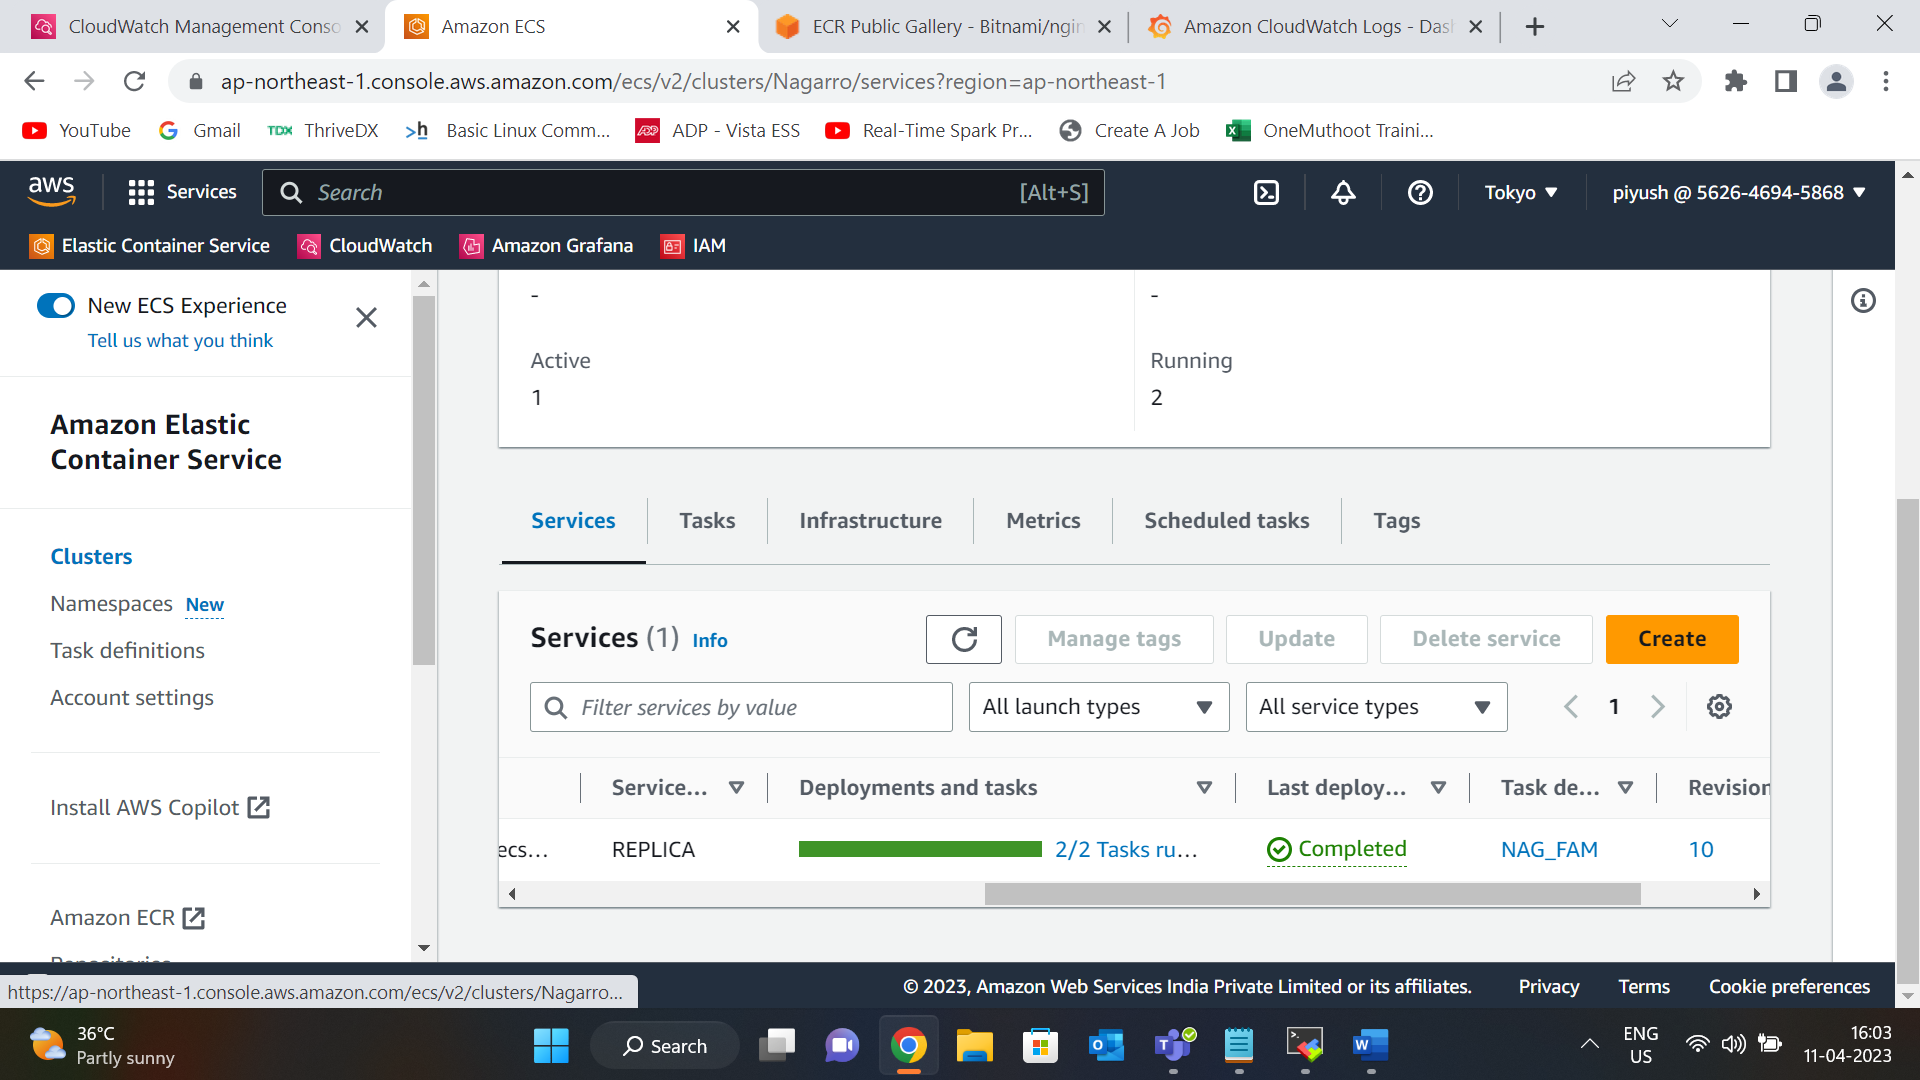 CloudWatch Management Conso
Amazon ECS
ECR Public Gallery - Bitnami/ngin
Amazon CloudWatch Logs - Dash
ap-northeast-1.console.aws.amazon.com/ecs/v2/clusters/Nagarro/services?region=ap-northeast-1
YouTube
Gmail
TDX ThriveDX
>h Basic Linux Comm...
ADP - Vista ESS
Real-Time Spark Pr...
Create A Job
OneMuthoot Traini...
aws
Services
Search
[Alt+S]
Tokyo
piyush @ 5626-4694-5868
Elastic Container Service
CloudWatch
Amazon Grafana
IAM
New ECS Experience
Tell us what you think
Amazon Elastic
Container Service
Clusters
Namespaces New
Task definitions
Account settings
Install AWS Copilot
Amazon ECR
Repositories
-
-
Active
Running
1
2
Services
Tasks
Infrastructure
Metrics
Scheduled tasks
Tags
Services (1) Info
Manage tags
Update
Delete service
Create
Filter services by value
All launch types
All service types
1
Service...
Deployments and tasks
Last deploy...
Task de...
Revision
ecs...
REPLICA
2/2 Tasks ru...
Completed
NAG_FAM
10
https://ap-northeast-1.console.aws.amazon.com/ecs/v2/clusters/Nagarro...
© 2023, Amazon Web Services India Private Limited or its affiliates.
Privacy
Terms
Cookie preferences
36°C
Partly sunny
Search
ENG
US
16:03
11-04-2023